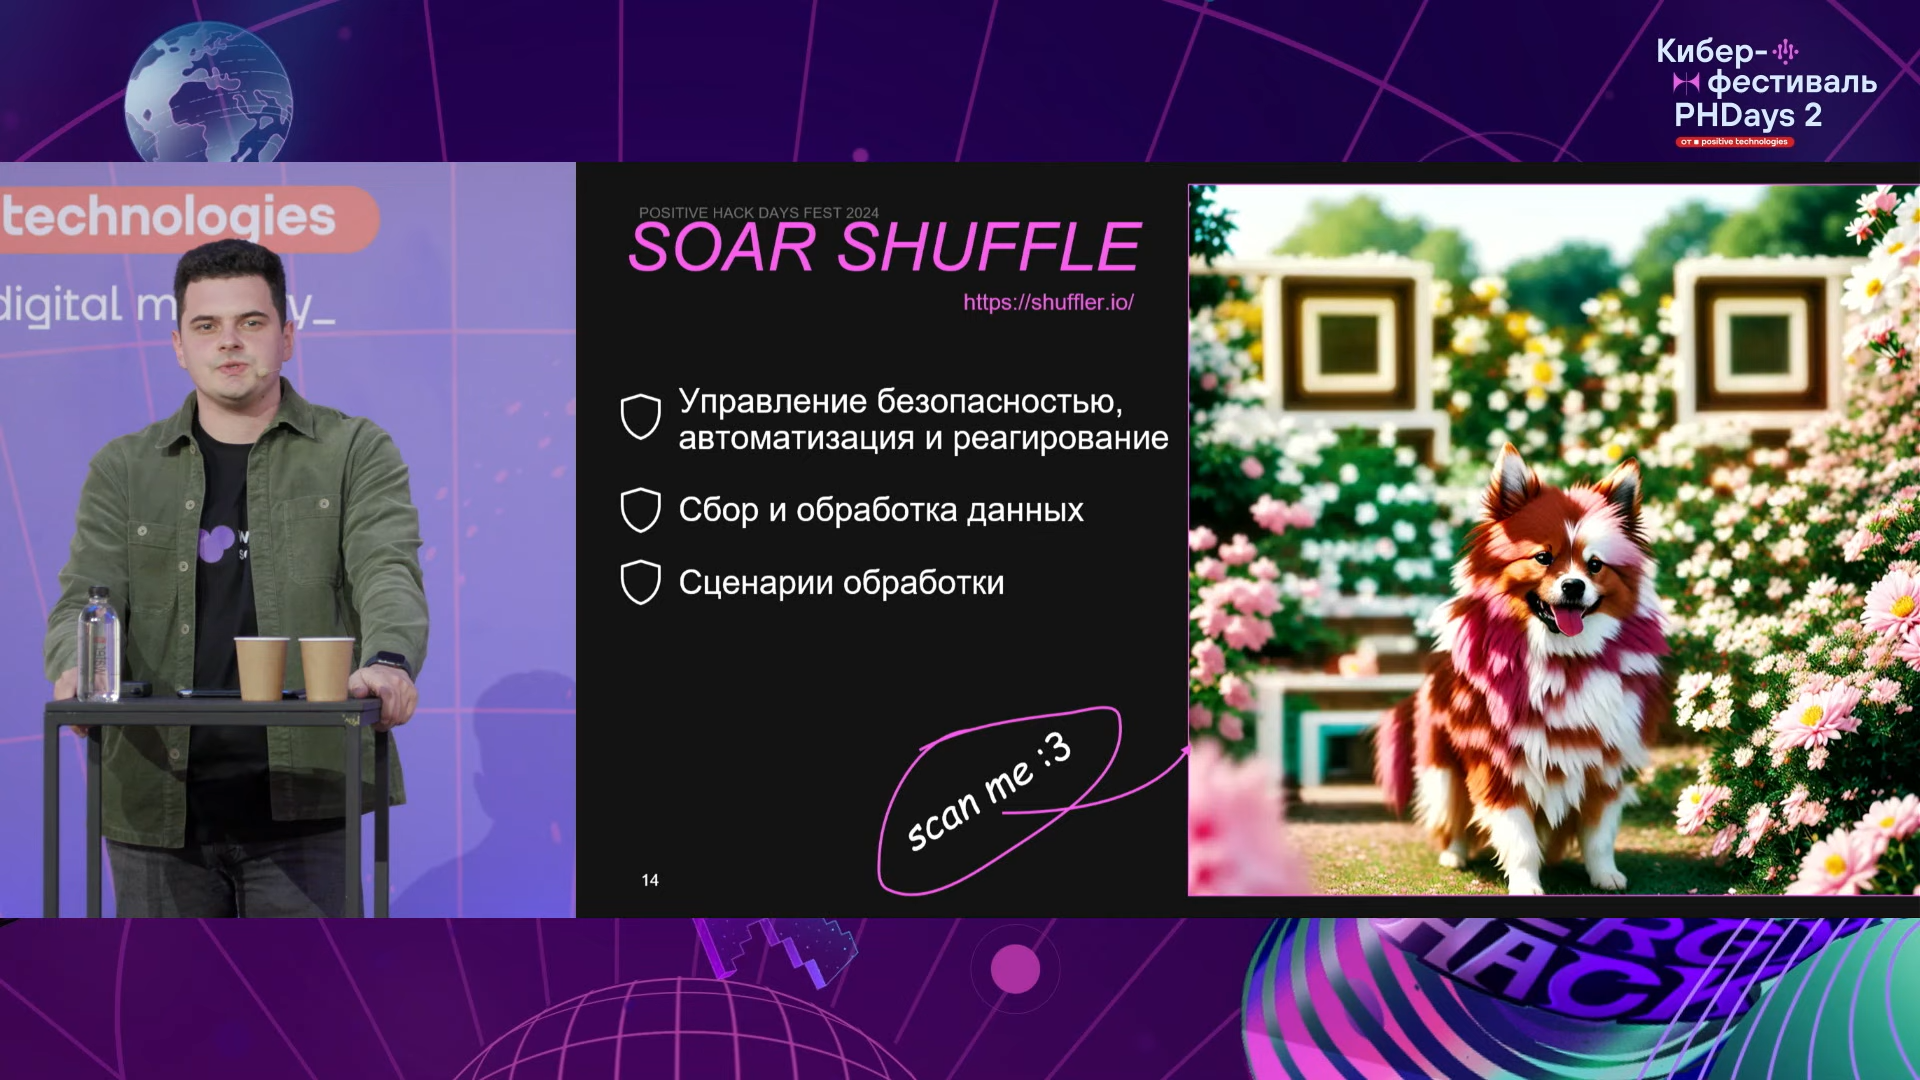 Кибер-
фестиваль
PHDays 2
от positive technologies
technologies
digital m y_
POSITIVE HACK DAYS FEST 2024
SOAR SHUFFLE
https://shuffler.io/
Управление безопасностью,
автоматизация и реагирование
Сбор и обработка данных
Сценарии обработки
scan me :3
14
HACK